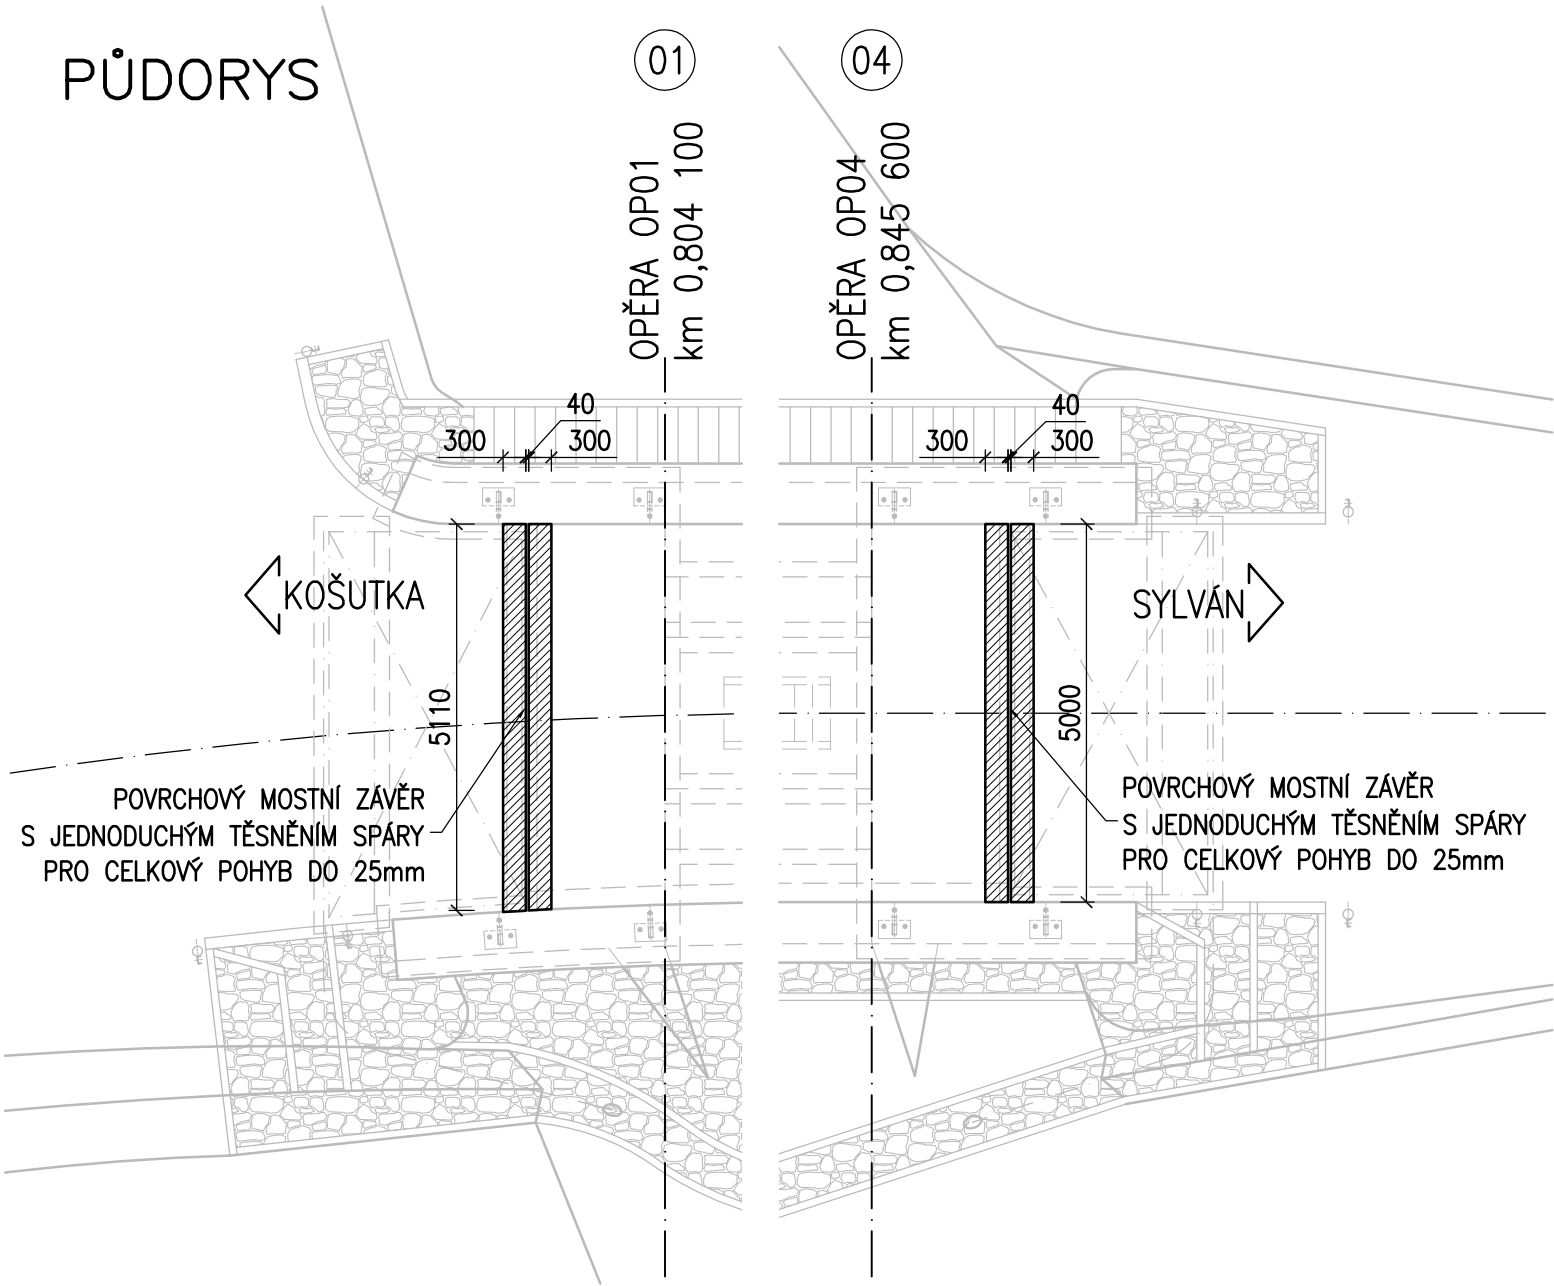 PŮDORYS
01
04
OPĚRA OP01
km 0,804 100
OPĚRA OP04
km 0,845 600
40
300
300
40
300
300
KOŠUTKA
SYLVÁN
5110
5000
POVRCHOVÝ MOSTNÍ ZÁVĚR
S JEDNODUCHÝM TĚSNĚNÍM SPÁRY
PRO CELKOVÝ POHYB DO 25mm
POVRCHOVÝ MOSTNÍ ZÁVĚR
S JEDNODUCHÝM TĚSNĚNÍM SPÁRY
PRO CELKOVÝ POHYB DO 25mm